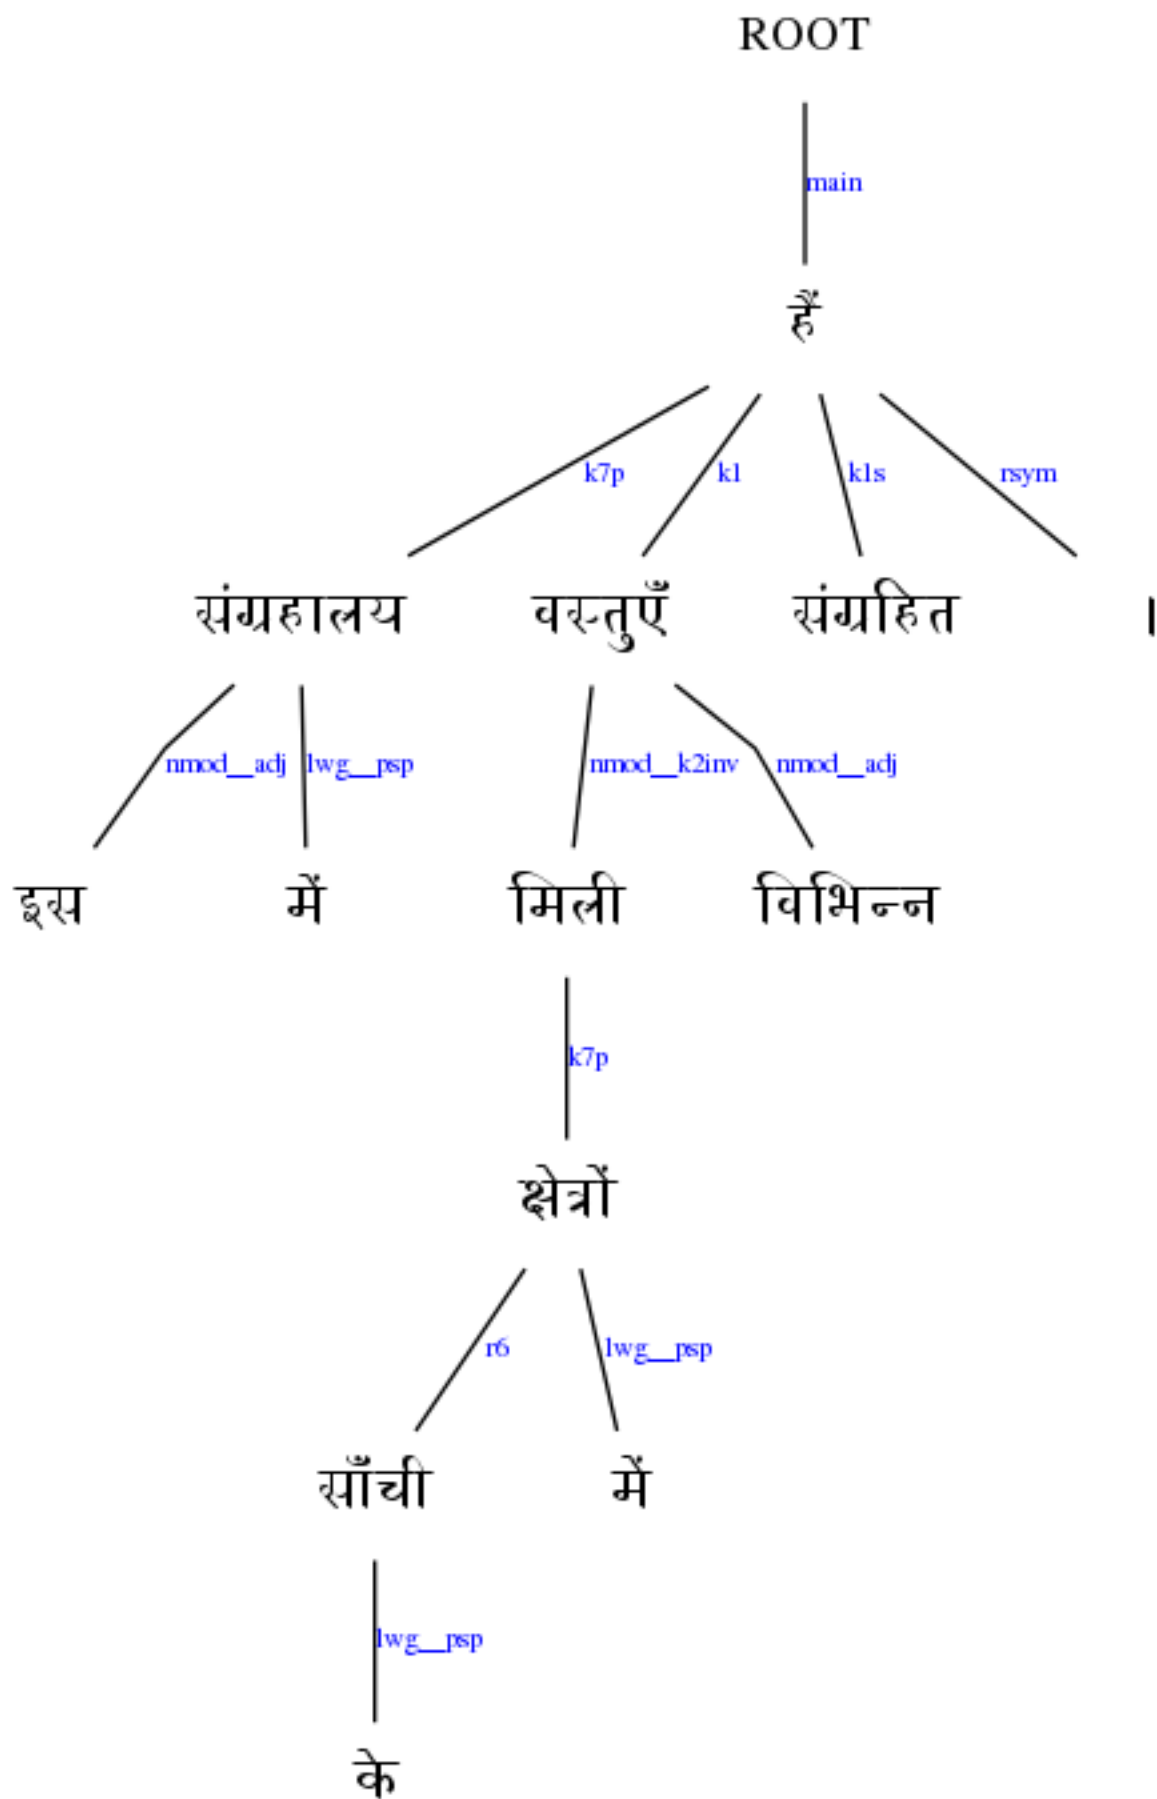 ROOT
main
हैं
k7p k1 k1s rsym
संग्रहालय वस्तुएँ संग्रहित ।
nmod__adj lwg__psp nmod__k2inv nmod__adj
इस में मिली विभिन्न
k7p
क्षेत्रों
r6 lwg__psp
साँची में
lwg__psp
के